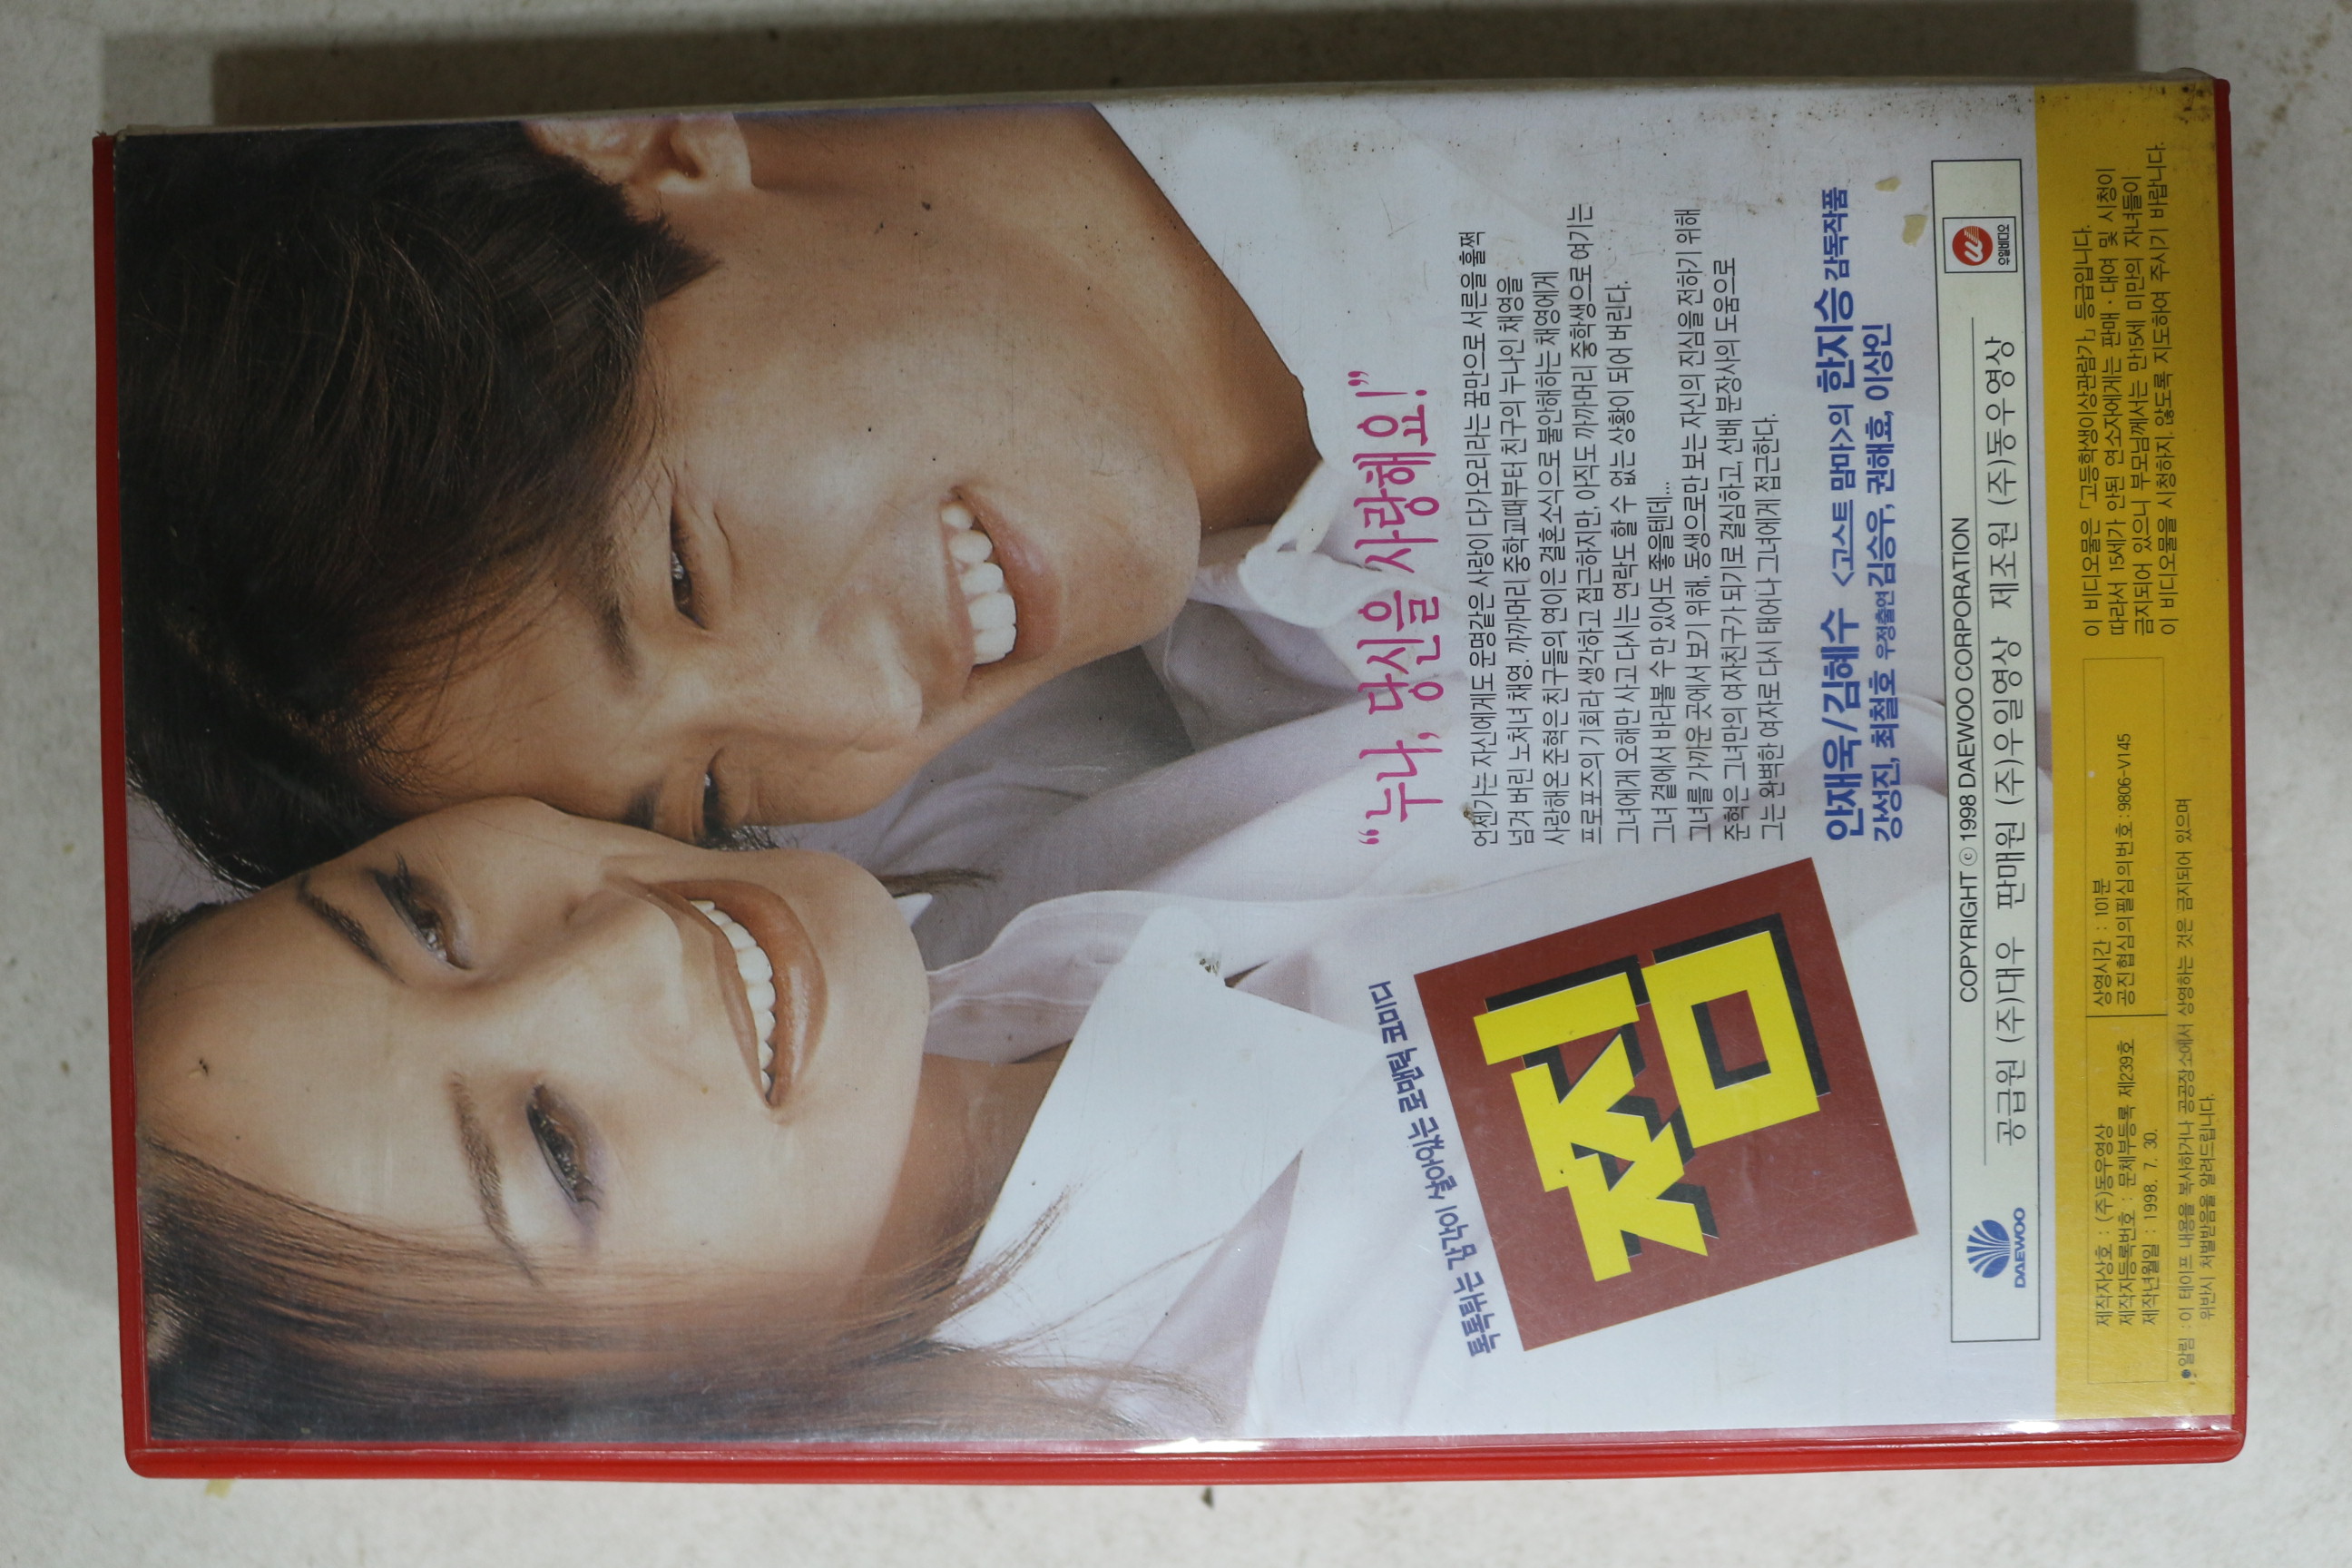 "누나, 당신을 사랑해요!"
언젠가는 자신에게도 운명같은 사랑이 다가오리라는 꿈만으로 서른을 훌쩍
넘겨 버린 노처녀 채영. 까까머리 중학교때부터 친구의 누나인 채영을
사랑해온 준혁은 친구들의 연이은 결혼소식으로 불안해하는 채영에게
프로포즈의 기회라 생각하고 접근하지만, 아직도 까까머리 중학생으로 여기는
그녀에게 오해만 사고 다시는 연락도 할 수 없는 상황이 되어 버린다.
그녀 곁에서 바라볼 수만 있어도 좋을텐데...
그녀를 가까운 곳에서 보기 위해, 동생으로만 보는 자신의 진심을 전하기 위해
준혁은 그녀만의 여자친구가 되기로 결심하고, 선배 분장사의 도움으로
그는 완벽한 여자로 다시 태어나 그녀에게 접근한다.
톡톡튀는 감각이 살아있는 로맨틱 코미디
찜
안재욱/김혜수 <고스트 맘마>의 한지승 감독작품
강성진, 최철호 우정출연 김승우, 권해효, 이상인
COPYRIGHT ⓒ 1998 DAEWOO CORPORATION
공급원 (주)대우 판매원 (주)우일영상 제조원 (주)동우영상
DAEWOO
우일비디오
제작자상호 : (주)동우영상
제작자등록번호 : 문체부등록 제239호
제작년월일 : 1998. 7. 30.
상영시간 : 101분
공진협심의필심의번호:9806-V145
●알림 : 이 테이프 내용을 복사하거나 공공장소에서 상영하는 것은 금지되어 있으며
위반시 처벌받음을 알려드립니다.
이 비디오물은 「고등학생이상관람가」 등급입니다.
따라서 15세가 안된 연소자에게는 판매·대여 및 시청이
금지되어 있으니 부모님께서는 만15세 미만의 자녀들이
이 비디오물을 시청하지 않도록 지도하여 주시기 바랍니다.